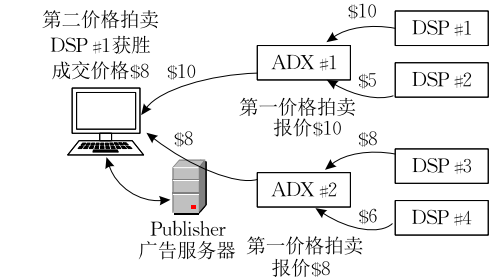 第二价格拍卖
DSP #1获胜
成交价格$8
$10
$8
Publisher
广告服务器
ADX #1
第一价格拍卖
报价$10
$10
DSP #1
$5
DSP #2
ADX #2
第一价格拍卖
报价$8
$8
DSP #3
$6
DSP #4